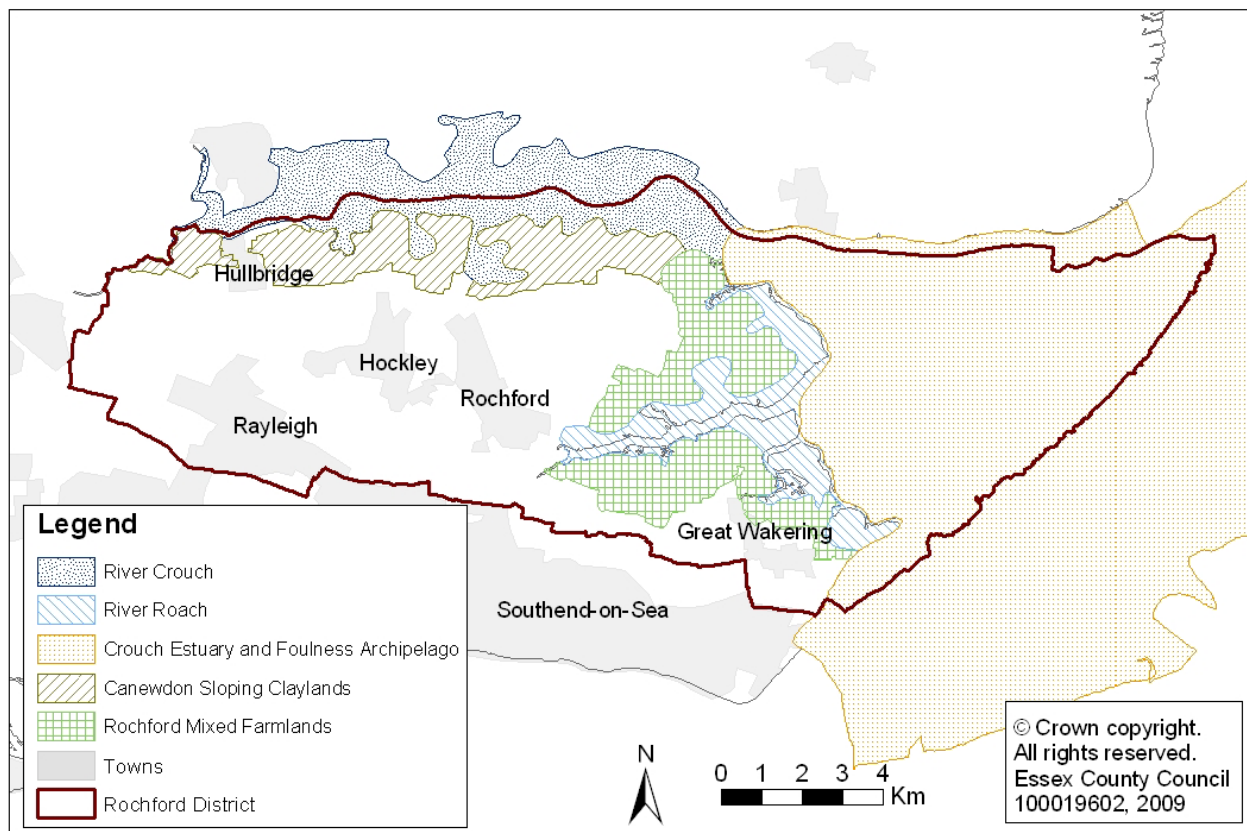 Hullbridge
Hockley
Rochford
Rayleigh
Great Wakering
Southend-on-Sea
Legend
River Crouch
River Roach
Crouch Estuary and Foulness Archipelago
Canewdon Sloping Claylands
Rochford Mixed Farmlands
Towns
Rochford District
N
0 1 2 3 4
Km
© Crown copyright.
All rights reserved.
Essex County Council
100019602, 2009